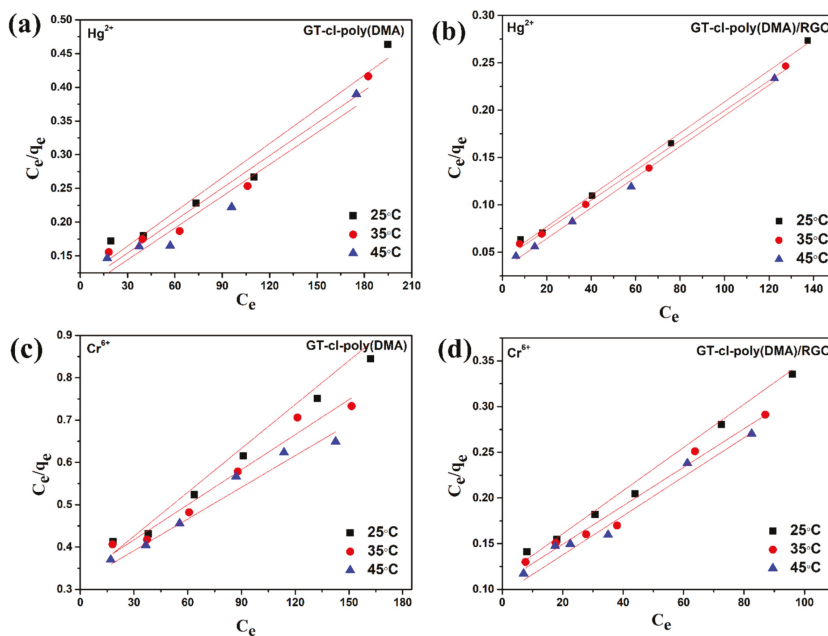 (a)
Hg2+
GT-cl-poly(DMA)
0.50
0.45
0.40
0.35
0.30
0.25
0.20
0.15
Ce/qe
25°C
35°C
45°C
0 30 60 90 120 150 180 210
Ce
(b)
Hg2+
GT-cl-poly(DMA)/RGO
0.30
0.25
0.20
0.15
0.10
0.05
0.00
Ce/qe
25°C
35°C
45°C
0 20 40 60 80 100 120 140
Ce
(c)
Cr6+
GT-cl-poly(DMA)
0.9
0.8
0.7
0.6
0.5
0.4
0.3
Ce/qe
25°C
35°C
45°C
0 30 60 90 120 150 180
Ce
(d)
Cr6+
GT-cl-poly(DMA)/RGO
0.35
0.30
0.25
0.20
0.15
0.10
Ce/qe
25°C
35°C
45°C
0 20 40 60 80 100
Ce